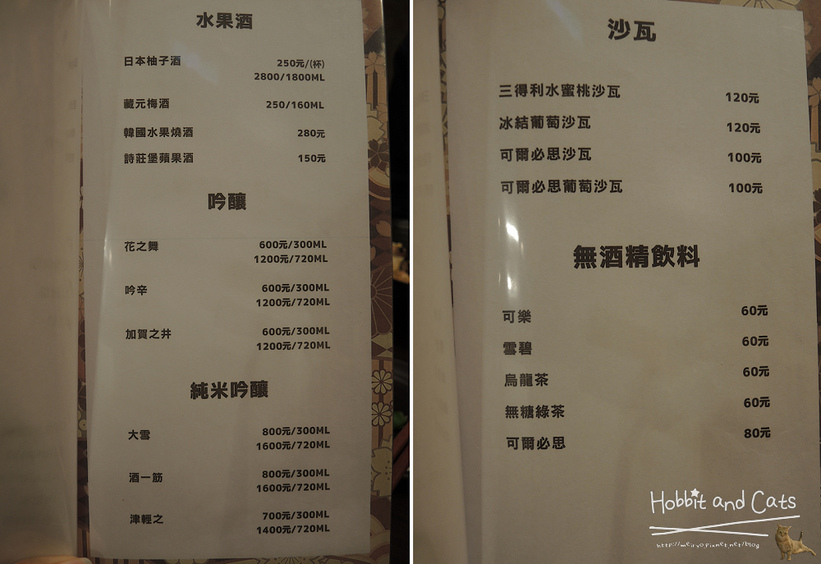 水果酒
日本柚子酒 250元/(杯)
2800/1800ML
藏元梅酒 250/160ML
韓國水果燒酒 280元
詩莊堡蘋果酒 150元
吟釀
花之舞 600元/300ML
1200元/720ML
吟辛 600元/300ML
1200元/720ML
加賀之井 600元/300ML
1200元/720ML
純米吟釀
大雪 800元/300ML
1600元/720ML
酒一筋 800元/300ML
1600元/720ML
津輕之 700元/300ML
1400元/720ML
沙瓦
三得利水蜜桃沙瓦 120元
冰結葡萄沙瓦 120元
可爾必思沙瓦 100元
可爾必思葡萄沙瓦 100元
無酒精飲料
可樂 60元
雪碧 60元
烏龍茶 60元
無糖綠茶 60元
可爾必思 80元
Hobbit and Cats